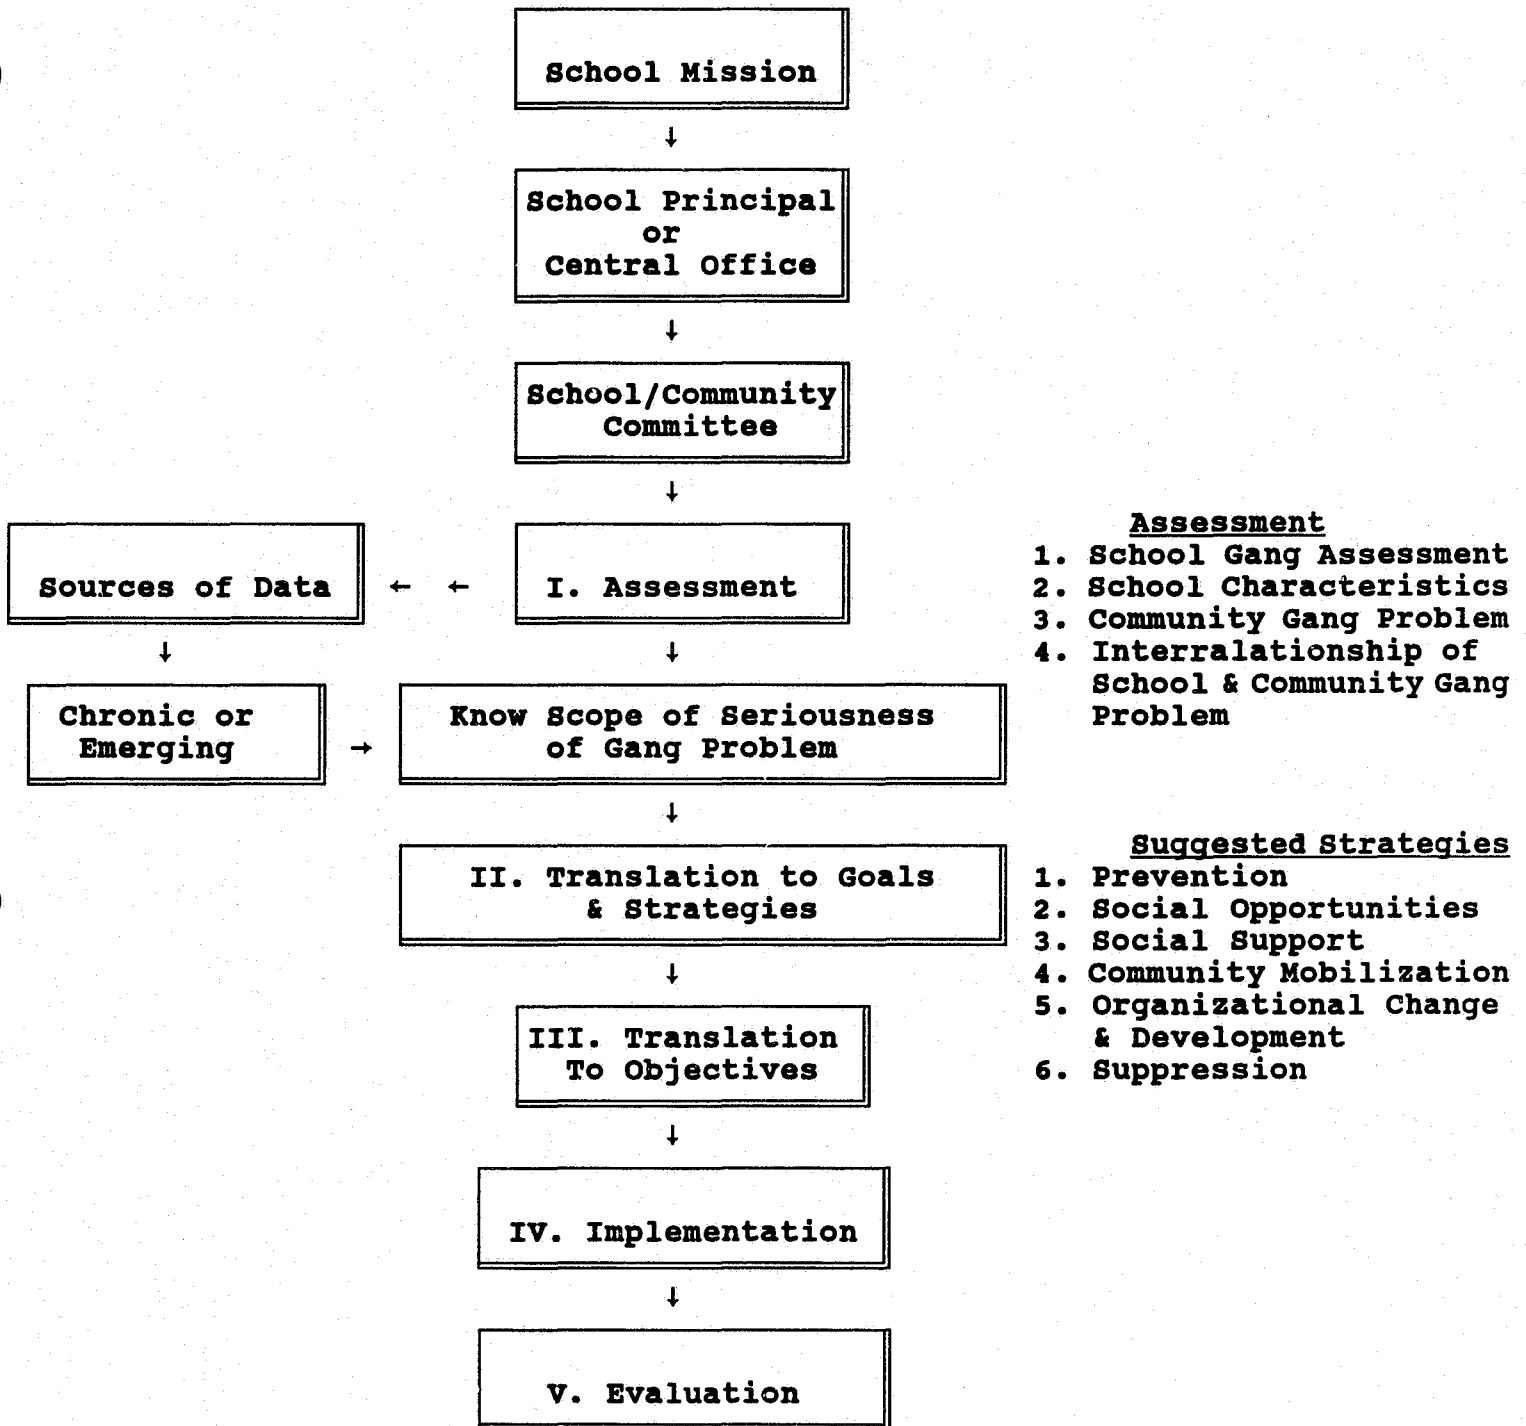 School Mission
↓
School Principal
or
Central Office
↓
School/Community
Committee
↓
Sources of Data
← ←
I. Assessment
↓
↓
Chronic or
Emerging
→
Know Scope of Seriousness
of Gang Problem
↓
II. Translation to Goals
& Strategies
↓
III. Translation
To Objectives
↓
IV. Implementation
↓
V. Evaluation
Assessment
1. School Gang Assessment
2. School Characteristics
3. Community Gang Problem
4. Interralationship of
School & Community Gang
Problem
Suggested Strategies
1. Prevention
2. Social Opportunities
3. Social Support
4. Community Mobilization
5. Organizational Change
& Development
6. Suppression